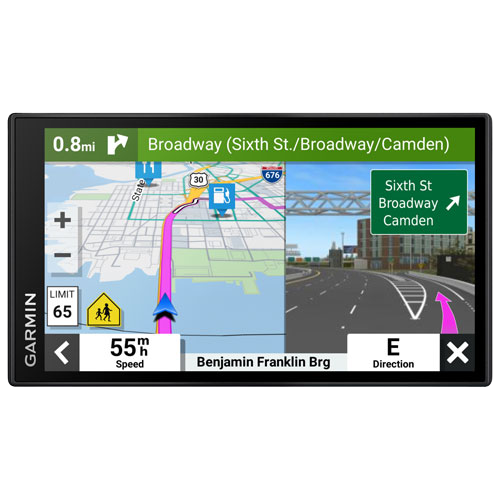 0.8mi
Broadway (Sixth St./Broadway/Camden)
State
30
676
Sixth St
Broadway
Camden
+
−
LIMIT
65
GARMIN
55 mh
Speed
Benjamin Franklin Brg
E
Direction